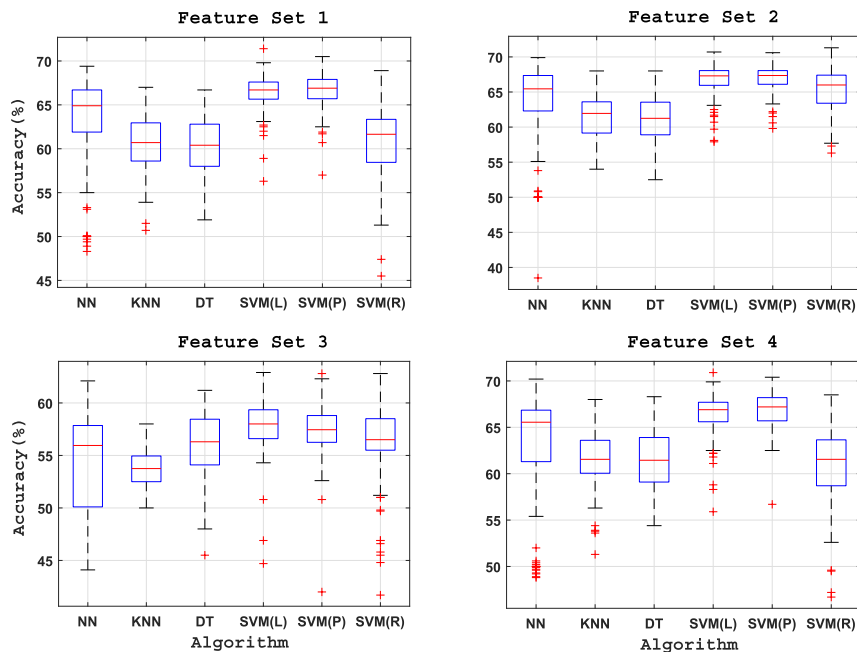 Feature Set 1
Accuracy(%)
70
65
60
55
50
45
NN KNN DT SVM(L) SVM(P) SVM(R)
Feature Set 2
70
65
60
55
50
45
40
NN KNN DT SVM(L) SVM(P) SVM(R)
Feature Set 3
Accuracy(%)
60
55
50
45
NN KNN DT SVM(L) SVM(P) SVM(R)
Algorithm
Feature Set 4
70
65
60
55
50
NN KNN DT SVM(L) SVM(P) SVM(R)
Algorithm